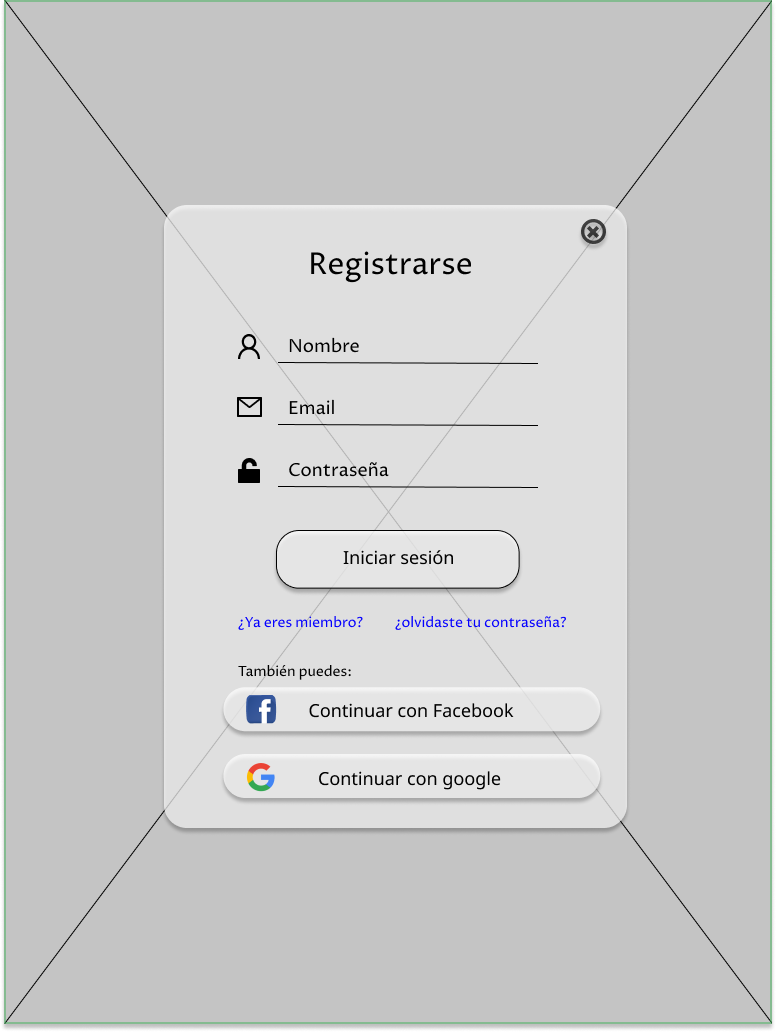 Registrarse
Nombre
Email
Contraseña
Iniciar sesión
¿Ya eres miembro? ¿olvidaste tu contraseña?
También puedes:
Continuar con Facebook
Continuar con google